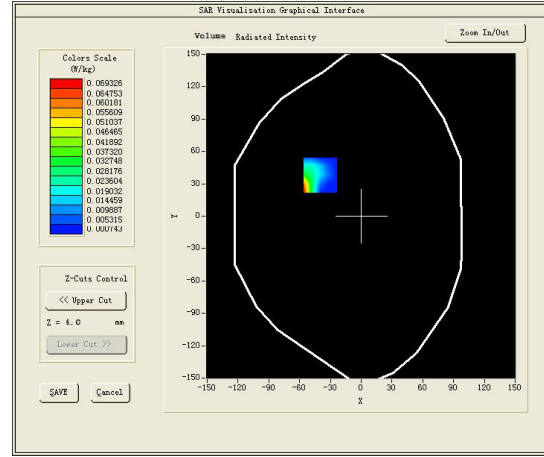 SAR Visualisation Graphical Interface
Volume Radiated Intensity
Zoom In/Out
Colors Scale
(W/kg)
0.069326
0.064753
0.060181
0.055609
0.051037
0.046465
0.041892
0.037320
0.032748
0.028176
0.023604
0.019032
0.014459
0.009887
0.005315
0.000743
Z-Cuts Control
<< Upper Cut
Z = 4.0 mm
Lower Cut >>
SAVE Cancel
150
120
90
60
30
0
-30
-60
-90
-120
-150
Y
-150 -120 -90 -60 -30 0 30 60 90 120 150
X